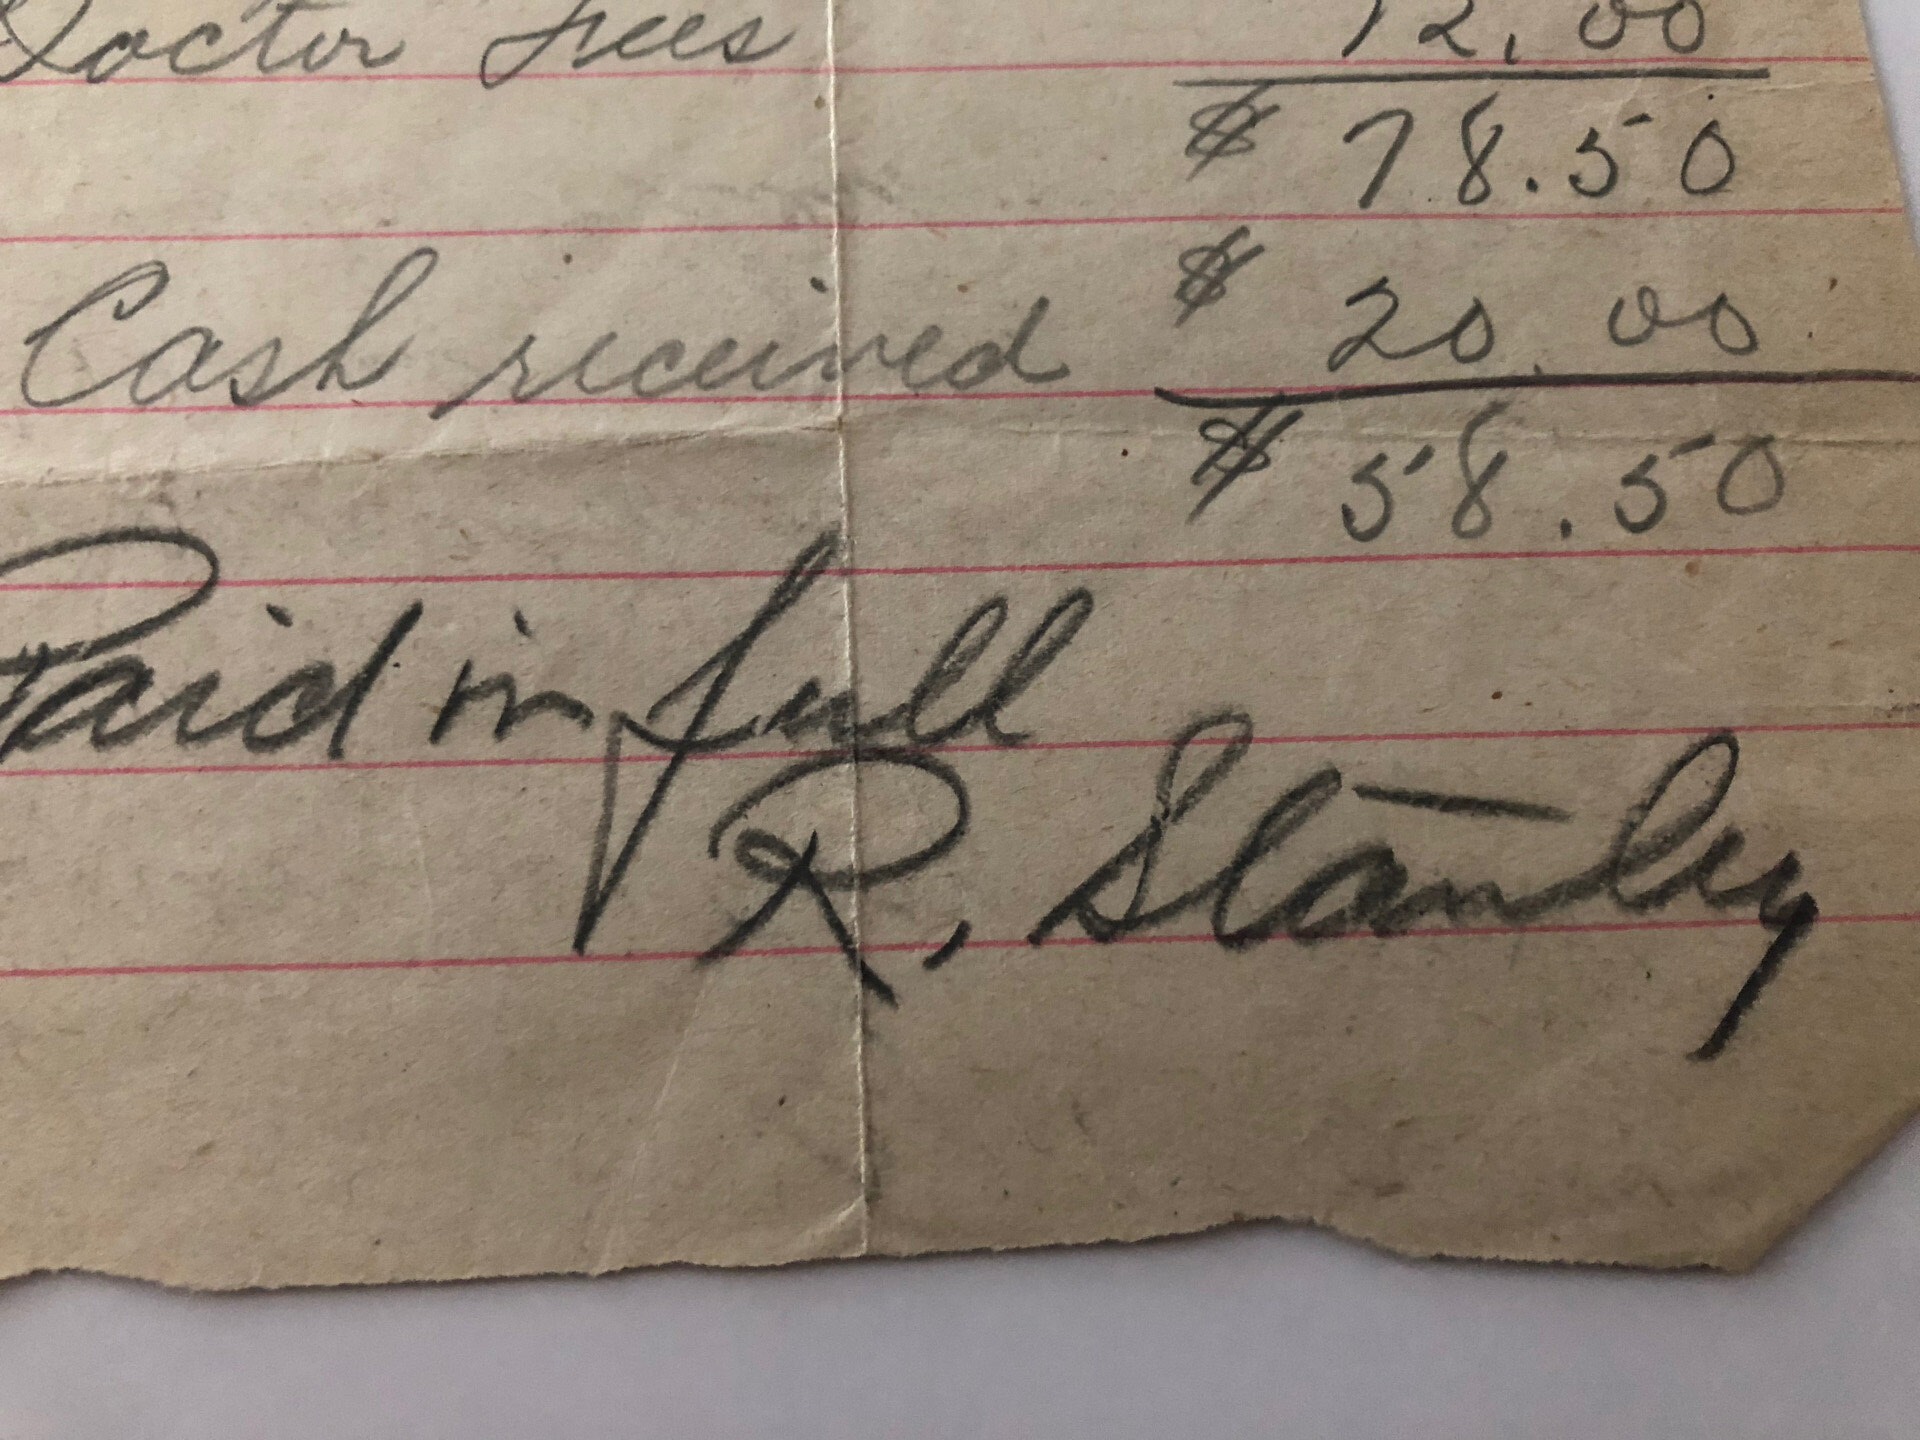 Doctor Fees 12.00
$ 78.50
Cash received $ 20.00
$ 58.50
Paid in full
R. Stanley